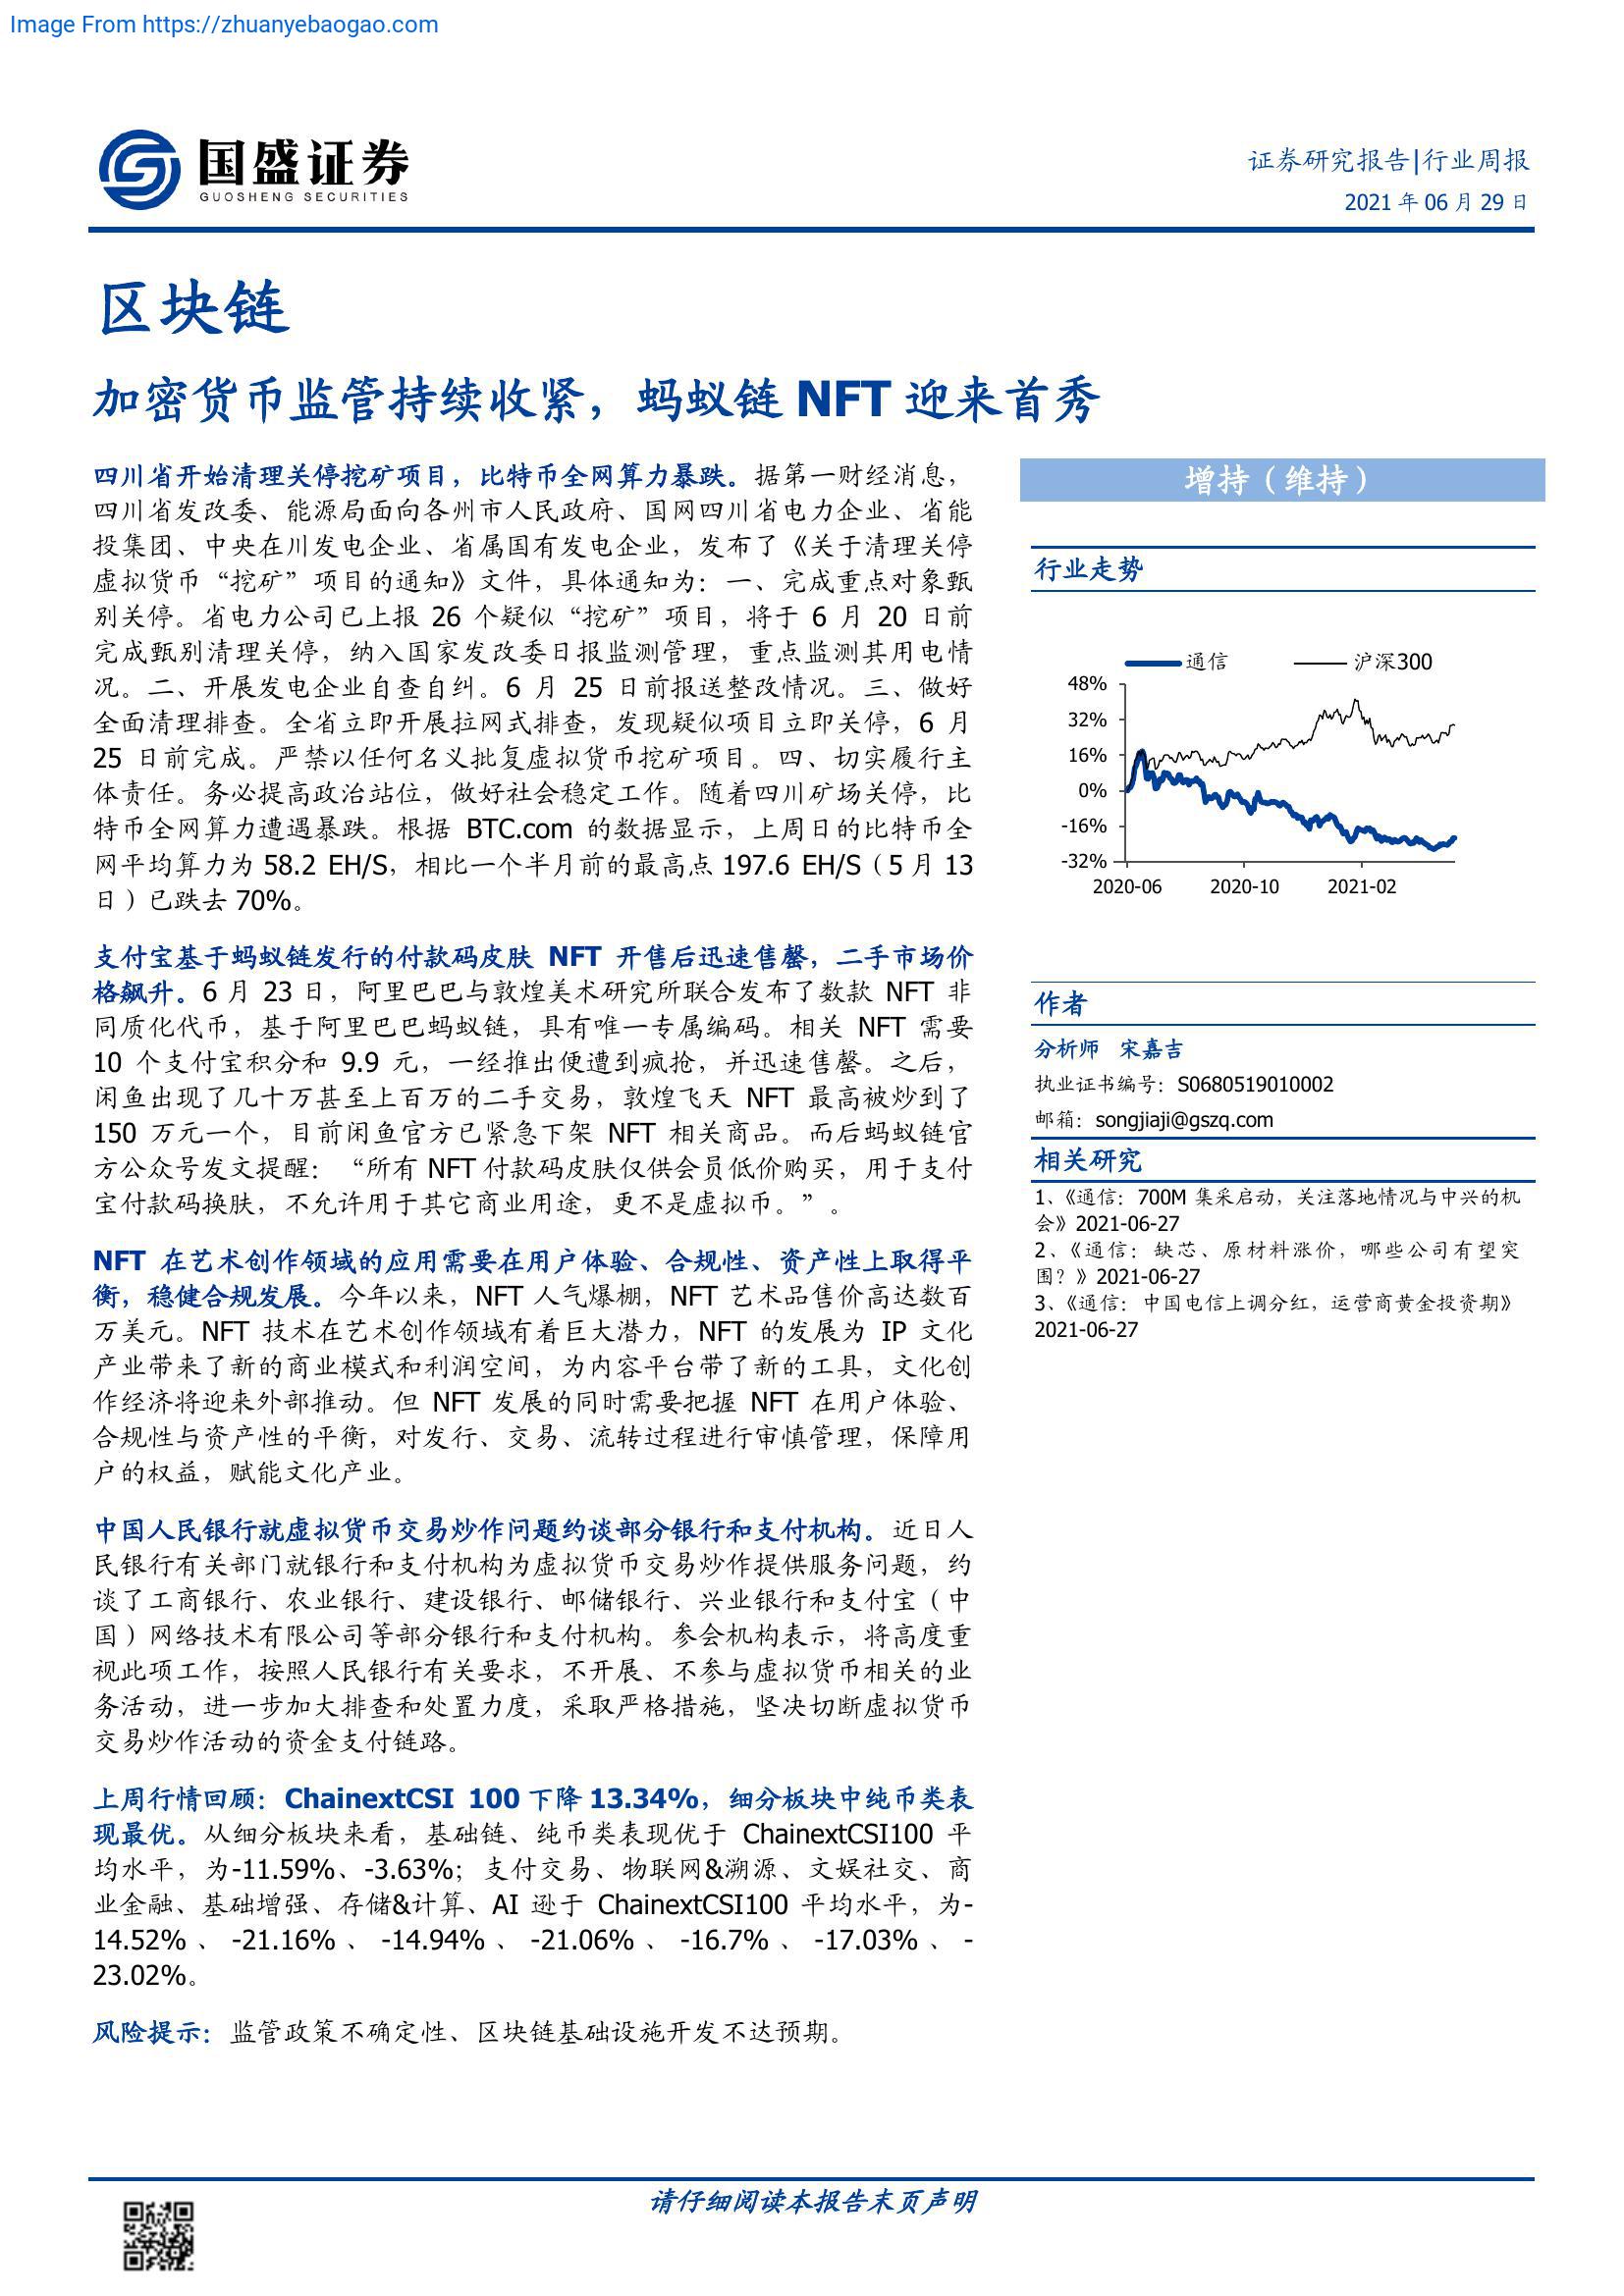 Image From https://zhuanyebaogao.com
国盛证券
GUOSHENG SECURITIES
证券研究报告|行业周报
2021 年 06 月 29 日
区块链
加密货币监管持续收紧，蚂蚁链 NFT 迎来首秀
四川省开始清理关停挖矿项目，比特币全网算力暴跌。据第一财经消息，
四川省发改委、能源局面向各州市人民政府、国网四川省电力企业、省能
投集团、中央在川发电企业、省属国有发电企业，发布了《关于清理关停
虚拟货币“挖矿”项目的通知》文件，具体通知为：一、完成重点对象甄
别关停。省电力公司已上报 26 个疑似“挖矿”项目，将于 6 月 20 日前
完成甄别清理关停，纳入国家发改委日报监测管理，重点监测其用电情
况。二、开展发电企业自查自纠。6 月 25 日前报送整改情况。三、做好
全面清理排查。全省立即开展拉网式排查，发现疑似项目立即关停，6 月
25 日前完成。严禁以任何名义批复虚拟货币挖矿项目。四、切实履行主
体责任。务必提高政治站位，做好社会稳定工作。随着四川矿场关停，比
特币全网算力遭遇暴跌。根据 BTC.com 的数据显示，上周日的比特币全
网平均算力为 58.2 EH/S，相比一个半月前的最高点 197.6 EH/S（5 月 13
日）已跌去 70%。
支付宝基于蚂蚁链发行的付款码皮肤 NFT 开售后迅速售罄，二手市场价
格飙升。6 月 23 日，阿里巴巴与敦煌美术研究所联合发布了数款 NFT 非
同质化代币，基于阿里巴巴蚂蚁链，具有唯一专属编码。相关 NFT 需要
10 个支付宝积分和 9.9 元，一经推出便遭到疯抢，并迅速售罄。之后，
闲鱼出现了几十万甚至上百万的二手交易，敦煌飞天 NFT 最高被炒到了
150 万元一个，目前闲鱼官方已紧急下架 NFT 相关商品。而后蚂蚁链官
方公众号发文提醒：“所有 NFT 付款码皮肤仅供会员低价购买，用于支付
宝付款码换肤，不允许用于其它商业用途，更不是虚拟币。”。
NFT 在艺术创作领域的应用需要在用户体验、合规性、资产性上取得平
衡，稳健合规发展。今年以来，NFT 人气爆棚，NFT 艺术品售价高达数百
万美元。NFT 技术在艺术创作领域有着巨大潜力，NFT 的发展为 IP 文化
产业带来了新的商业模式和利润空间，为内容平台带了新的工具，文化创
作经济将迎来外部推动。但 NFT 发展的同时需要把握 NFT 在用户体验、
合规性与资产性的平衡，对发行、交易、流转过程进行审慎管理，保障用
户的权益，赋能文化产业。
中国人民银行就虚拟货币交易炒作问题约谈部分银行和支付机构。近日人
民银行有关部门就银行和支付机构为虚拟货币交易炒作提供服务问题，约
谈了工商银行、农业银行、建设银行、邮储银行、兴业银行和支付宝（中
国）网络技术有限公司等部分银行和支付机构。参会机构表示，将高度重
视此项工作，按照人民银行有关要求，不开展、不参与虚拟货币相关的业
务活动，进一步加大排查和处置力度，采取严格措施，坚决切断虚拟货币
交易炒作活动的资金支付链路。
上周行情回顾：ChainextCSI 100 下降 13.34%，细分板块中纯币类表
现最优。从细分板块来看，基础链、纯币类表现优于 ChainextCSI100 平
均水平，为-11.59%、-3.63%；支付交易、物联网&溯源、文娱社交、商
业金融、基础增强、存储&计算、AI 逊于 ChainextCSI100 平均水平，为-
14.52% 、 -21.16% 、 -14.94% 、 -21.06% 、 -16.7% 、 -17.03% 、 -
23.02%。
风险提示：监管政策不确定性、区块链基础设施开发不达预期。
增持（维持）
行业走势
通信 沪深300
48%
32%
16%
0%
-16%
-32%
2020-06 2020-10 2021-02
作者
分析师 宋嘉吉
执业证书编号：S0680519010002
邮箱：songjiaji@gszq.com
相关研究
1、《通信：700M 集采启动，关注落地情况与中兴的机
会》2021-06-27
2、《通信：缺芯、原材料涨价，哪些公司有望突
围？》2021-06-27
3、《通信：中国电信上调分红，运营商黄金投资期》
2021-06-27
请仔细阅读本报告末页声明